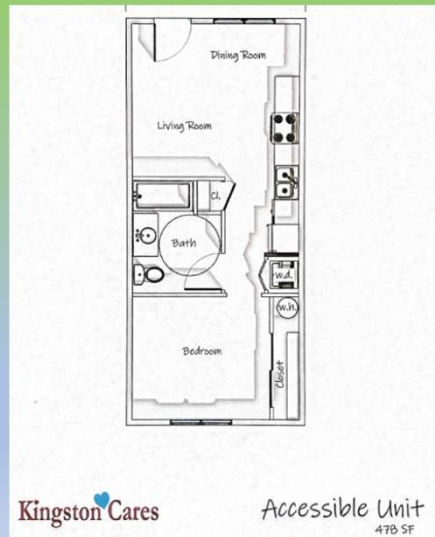 Dining Room
Living Room
Cl.
Bath
w.d.
w.h.
Bedroom
Closet
Kingston Cares
Accessible Unit
478 SF